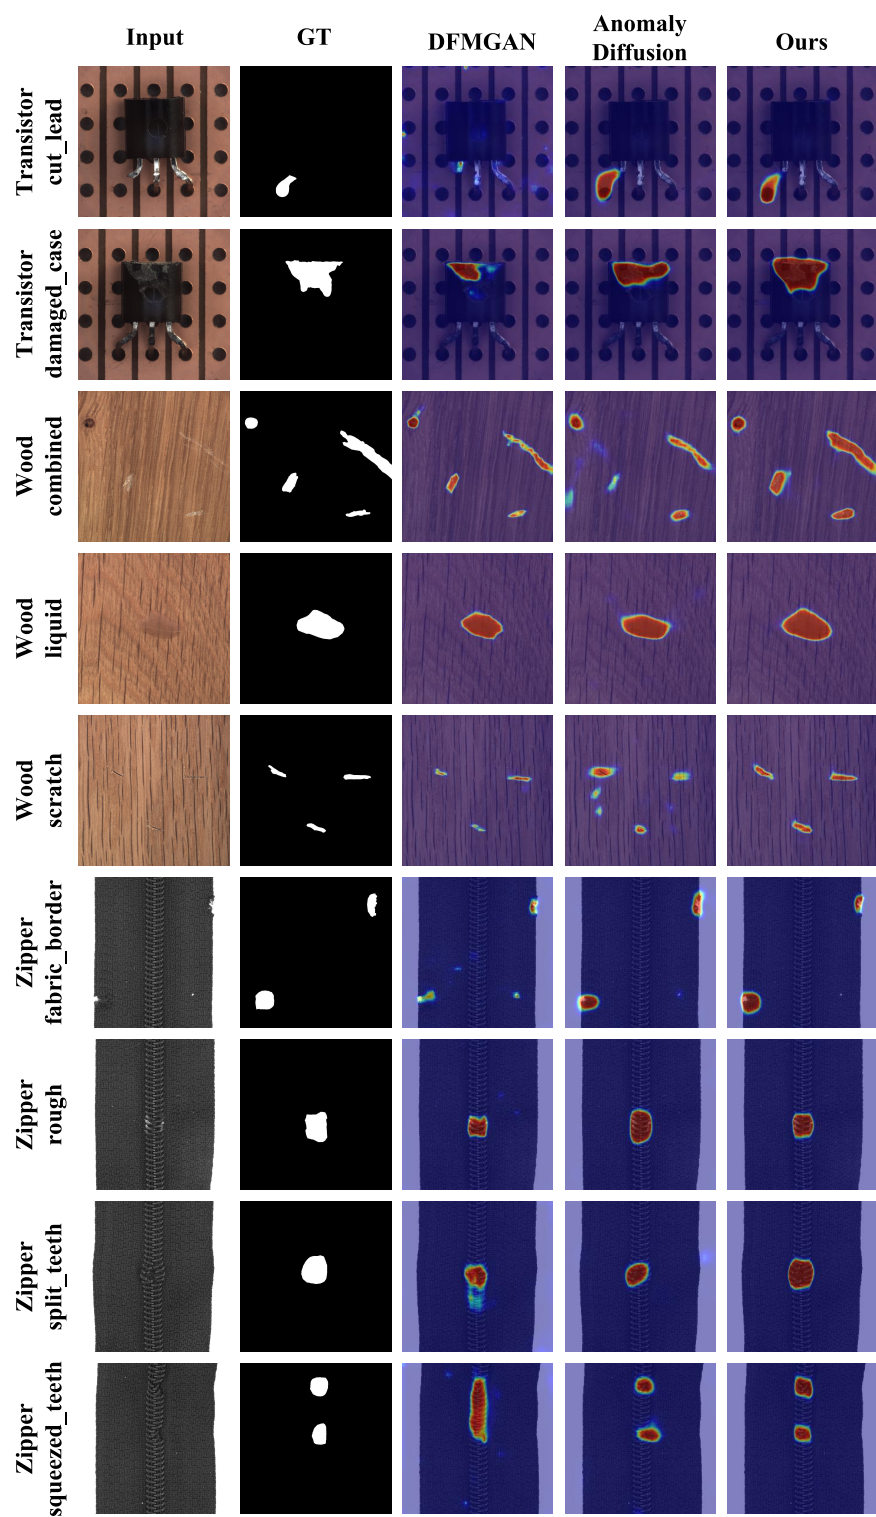 Input
GT
DFMGAN
Anomaly
Diffusion
Ours
Transistor
cut_lead
Transistor
damaged_case
Wood
combined
Wood
liquid
Wood
scratch
Zipper
fabric_border
Zipper
rough
Zipper
split_teeth
Zipper
squeezed_teeth